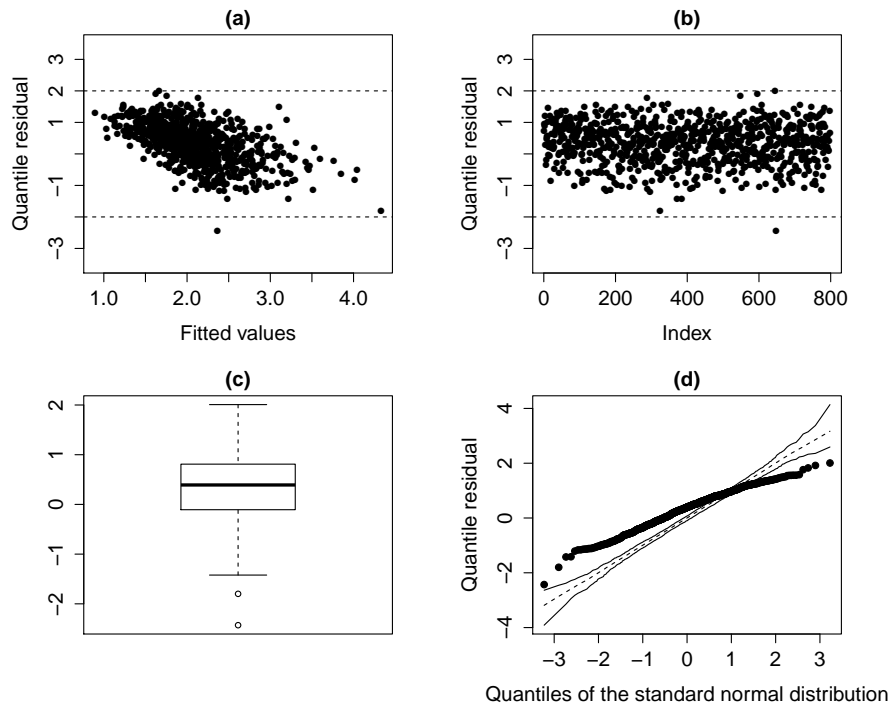 (a)
Quantile residual
3
2
1
−1
−3
1.0 2.0 3.0 4.0
Fitted values
(b)
Quantile residual
3
2
1
−1
−3
0 200 400 600 800
Index
(c)
2
1
0
−1
−2
(d)
Quantile residual
4
2
0
−2
−4
−3 −2 −1 0 1 2 3
Quantiles of the standard normal distribution